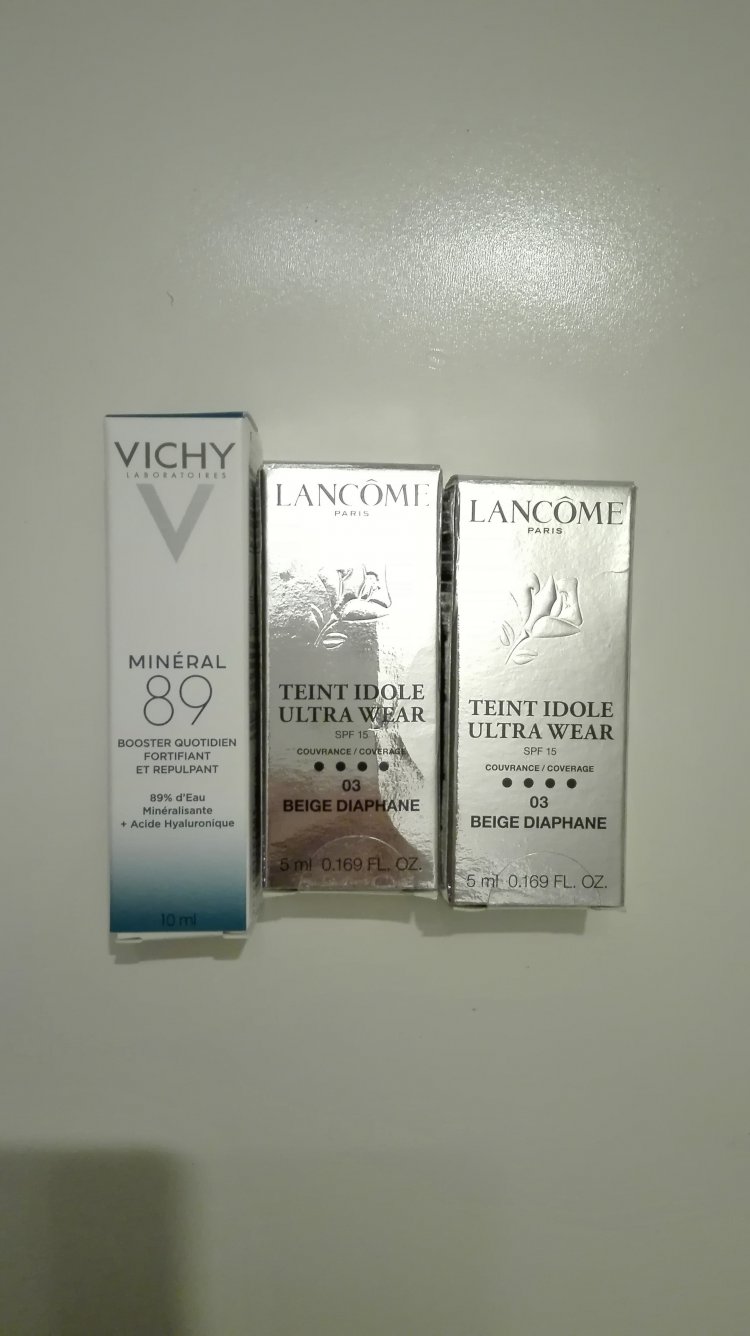 VICHY
LABORATOIRES
MINÉRAL
89
BOOSTER QUOTIDIEN
FORTIFIANT
ET REPULPANT
89% d'Eau
Minéralisante
+ Acide Hyaluronique
10 ml
LANCÔME
PARIS
TEINT IDOLE
ULTRA WEAR
SPF 15
COUVRANCE / COVERAGE
03
BEIGE DIAPHANE
5 ml 0.169 FL. OZ.
LANCÔME
PARIS
TEINT IDOLE
ULTRA WEAR
SPF 15
COUVRANCE / COVERAGE
03
BEIGE DIAPHANE
5 ml 0.169 FL. OZ.